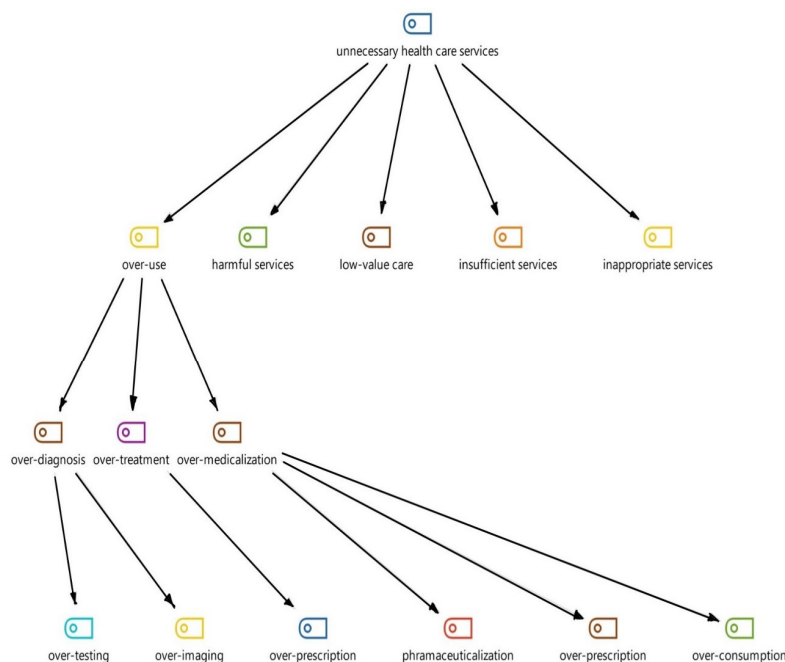 unnecessary health care services
over-use
harmful services
low-value care
insufficient services
inappropriate services
over-diagnosis
over-treatment
over-medicalization
over-testing
over-imaging
over-prescription
phramaceuticalization
over-prescription
over-consumption